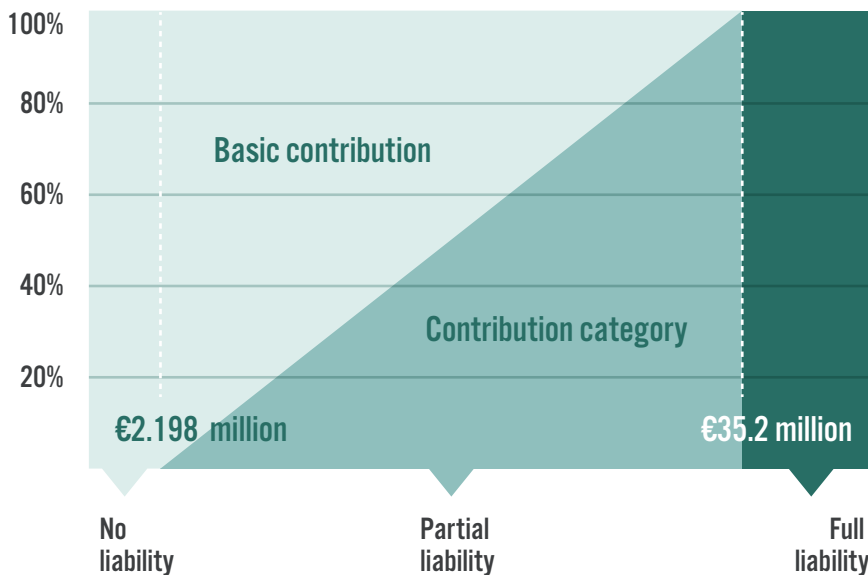 100%
80%
Basic contribution
60%
40%
Contribution category
20%
€2.198 million
€35.2 million
No
liability
Partial
liability
Full
liability